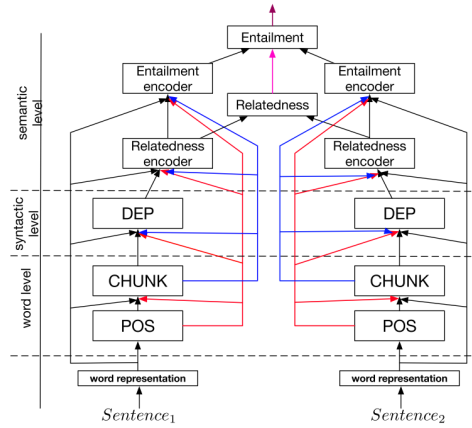 Entailment
Entailment
encoder
Entailment
encoder
Relatedness
Relatedness
encoder
Relatedness
encoder
semantic
level
DEP
DEP
syntactic
level
CHUNK
CHUNK
word level
POS
POS
word representation
word representation
Sentence₁
Sentence₂